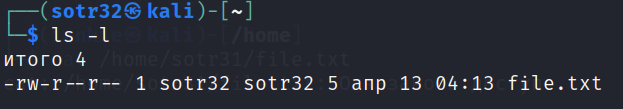 ┌──(sotr32㉿kali)-[~]
└─$ ls -l
итого 4
-rw-r--r-- 1 sotr32 sotr32 5 апр 13 04:13 file.txt